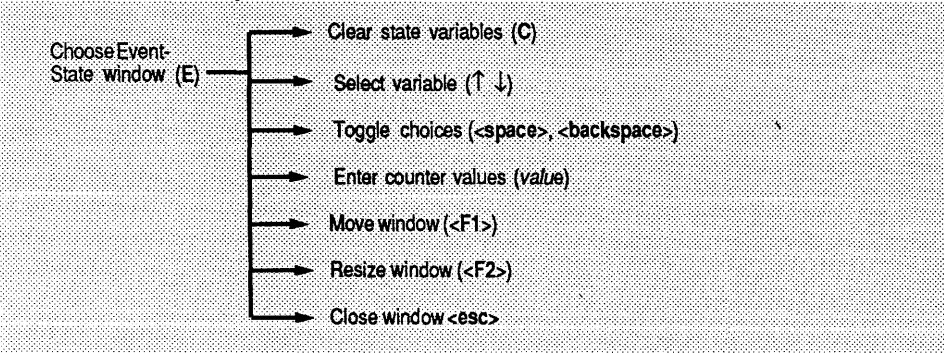 Choose Event-
State window (E)
Clear state variables (C)
Select variable (↑ ↓)
Toggle choices (<space>, <backspace>)
Enter counter values (value)
Move window (<F1>)
Resize window (<F2>)
Close window <esc>